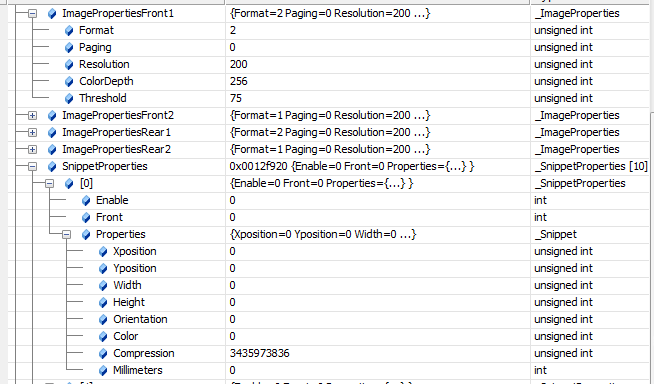 ImagePropertiesFront1 {Format=2 Paging=0 Resolution=200 ...} _ImageProperties
Format 2 unsigned int
Paging 0 unsigned int
Resolution 200 unsigned int
ColorDepth 256 unsigned int
Threshold 75 unsigned int
ImagePropertiesFront2 {Format=1 Paging=0 Resolution=200 ...} _ImageProperties
ImagePropertiesRear1 {Format=2 Paging=0 Resolution=200 ...} _ImageProperties
ImagePropertiesRear2 {Format=1 Paging=0 Resolution=200 ...} _ImageProperties
SnippetProperties 0x0012f920 {Enable=0 Front=0 Properties={...} } _SnippetProperties [10]
[0] {Enable=0 Front=0 Properties={...} } _SnippetProperties
Enable 0 int
Front 0 int
Properties {Xposition=0 Yposition=0 Width=0 ...} _Snippet
Xposition 0 unsigned int
Yposition 0 unsigned int
Width 0 unsigned int
Height 0 unsigned int
Orientation 0 unsigned int
Color 0 unsigned int
Compression 3435973836 unsigned int
Millimeters 0 int